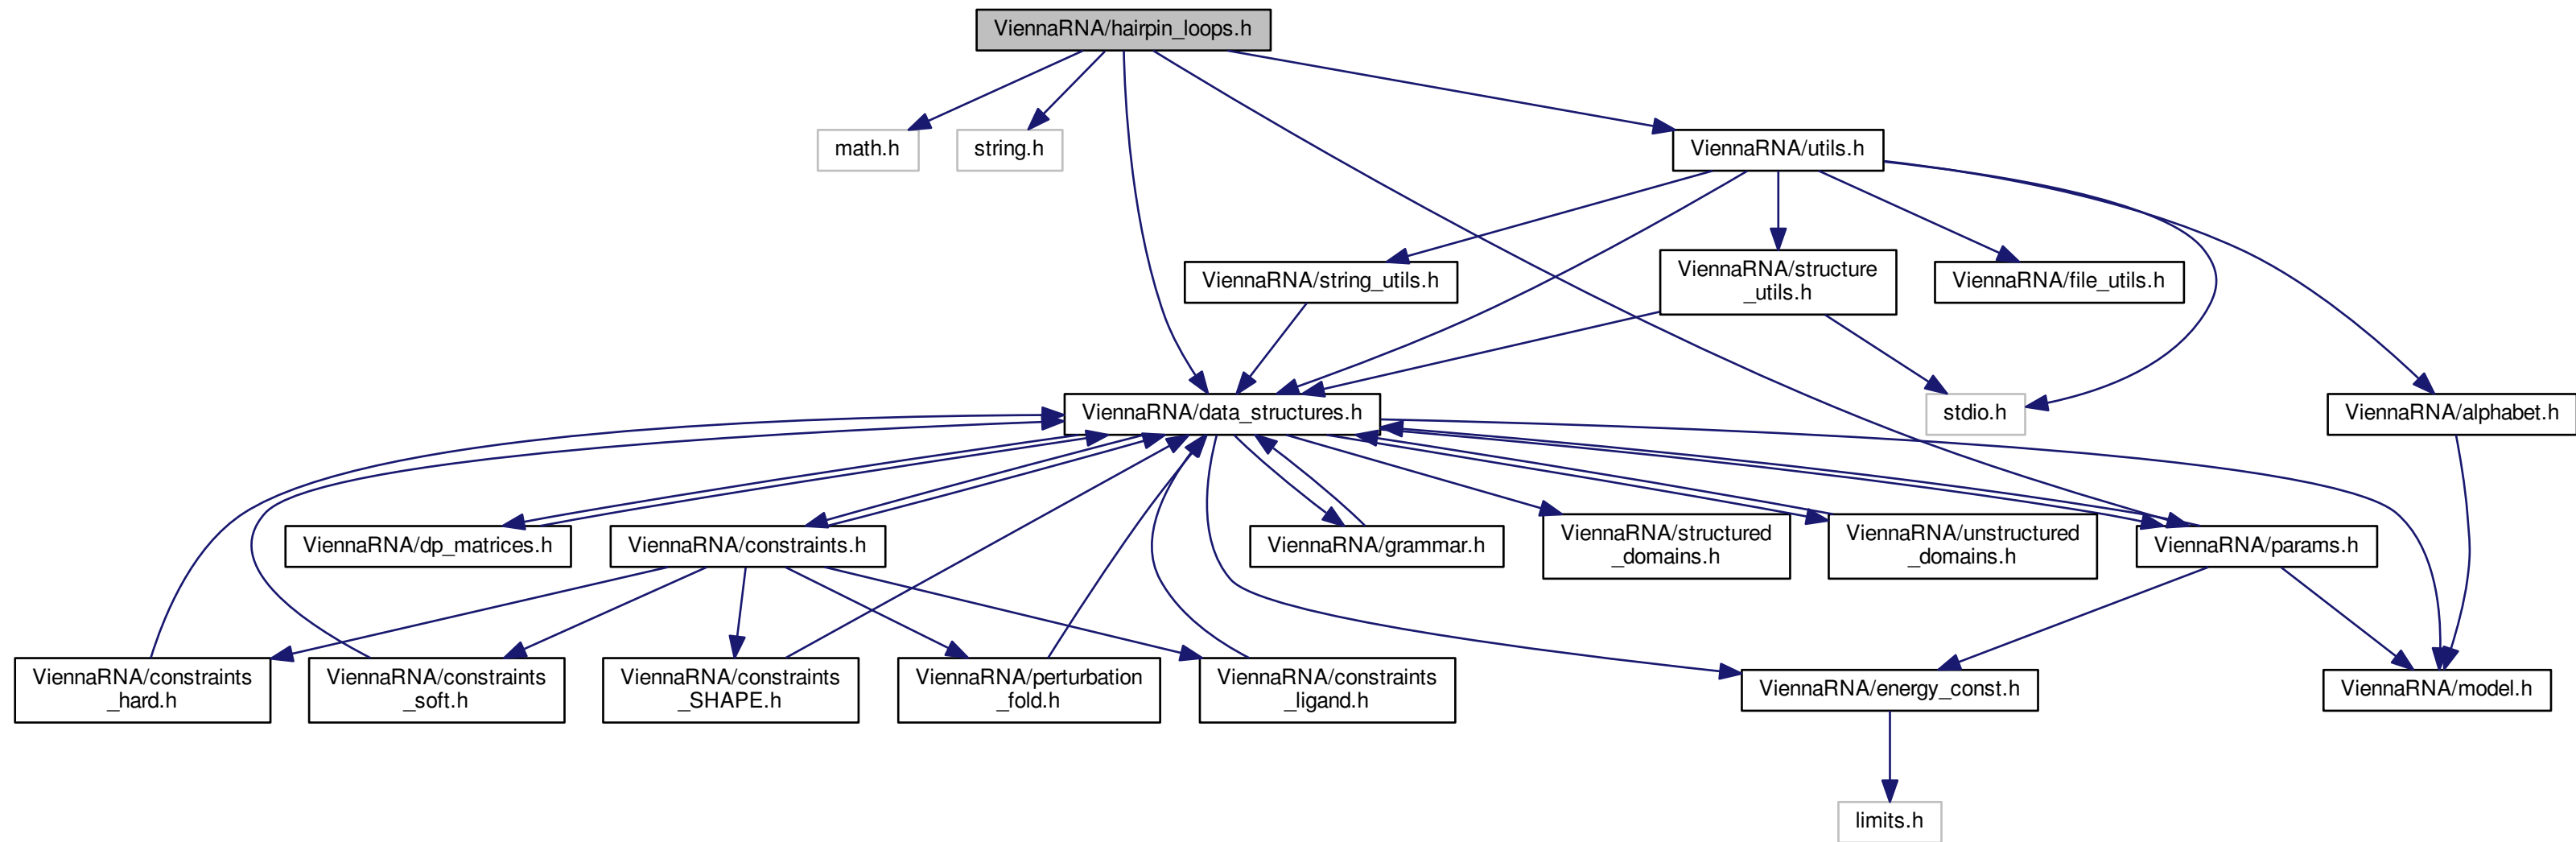 ViennaRNA/hairpin_loops.h
math.h
string.h
ViennaRNA/utils.h
ViennaRNA/string_utils.h
ViennaRNA/structure
_utils.h
ViennaRNA/file_utils.h
ViennaRNA/data_structures.h
stdio.h
ViennaRNA/alphabet.h
ViennaRNA/dp_matrices.h
ViennaRNA/constraints.h
ViennaRNA/grammar.h
ViennaRNA/structured
_domains.h
ViennaRNA/unstructured
_domains.h
ViennaRNA/params.h
ViennaRNA/constraints
_hard.h
ViennaRNA/constraints
_soft.h
ViennaRNA/constraints
_SHAPE.h
ViennaRNA/perturbation
_fold.h
ViennaRNA/constraints
_ligand.h
ViennaRNA/energy_const.h
ViennaRNA/model.h
limits.h